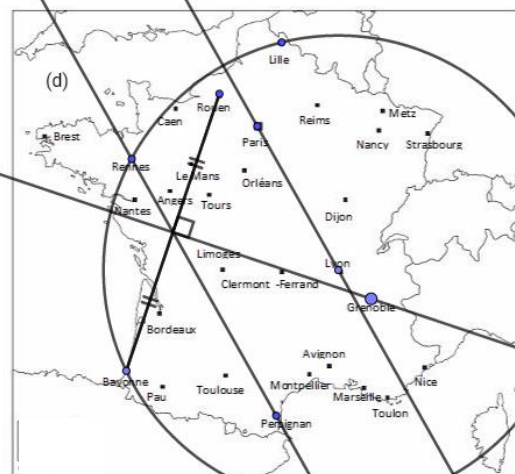 Lille
(d)
Rouen
Caen
Reims
Metz
Paris
Brest
Nancy
Strasbourg
Rennes
Le Mans
Orléans
Angers
Nantes
Tours
Dijon
Limoges
Lyon
Clermont -Ferrand
Grenoble
Bordeaux
Avignon
Bayonne
Nice
Pau
Toulouse
Montpellier
Marseille
Toulon
Perpignan